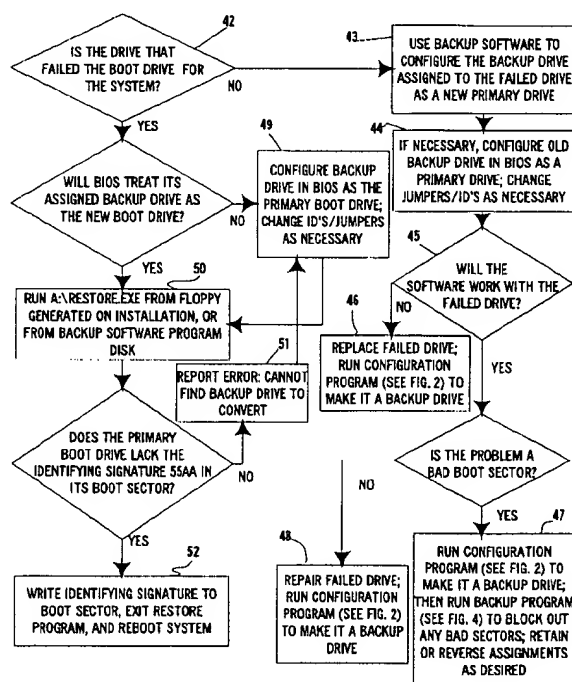 42
IS THE DRIVE THAT
FAILED THE BOOT DRIVE FOR
THE SYSTEM?
NO
YES
43
USE BACKUP SOFTWARE TO
CONFIGURE THE BACKUP DRIVE
ASSIGNED TO THE FAILED DRIVE
AS A NEW PRIMARY DRIVE
44
IF NECESSARY, CONFIGURE OLD
BACKUP DRIVE IN BIOS AS A
PRIMARY DRIVE; CHANGE
JUMPERS/ID'S AS NECESSARY
WILL BIOS TREAT ITS
ASSIGNED BACKUP DRIVE AS
THE NEW BOOT DRIVE?
NO
YES
49
CONFIGURE BACKUP
DRIVE IN BIOS AS THE
PRIMARY BOOT DRIVE;
CHANGE ID'S/JUMPERS
AS NECESSARY
45
WILL THE
SOFTWARE WORK WITH THE
FAILED DRIVE?
NO
YES
50
RUN A:\RESTORE.EXE FROM FLOPPY
GENERATED ON INSTALLATION, OR
FROM BACKUP SOFTWARE PROGRAM
DISK
46
REPLACE FAILED DRIVE;
RUN CONFIGURATION
PROGRAM (SEE FIG. 2) TO
MAKE IT A BACKUP DRIVE
51
REPORT ERROR: CANNOT
FIND BACKUP DRIVE TO
CONVERT
DOES THE PRIMARY
BOOT DRIVE LACK THE
IDENTIFYING SIGNATURE 55AA IN
ITS BOOT SECTOR?
NO
YES
IS THE PROBLEM A
BAD BOOT SECTOR?
NO
YES
52
WRITE IDENTIFYING SIGNATURE TO
BOOT SECTOR, EXIT RESTORE
PROGRAM, AND REBOOT SYSTEM
48
REPAIR FAILED DRIVE;
RUN CONFIGURATION
PROGRAM (SEE FIG. 2)
TO MAKE IT A BACKUP
DRIVE
47
RUN CONFIGURATION
PROGRAM (SEE FIG. 2) TO
MAKE IT A BACKUP DRIVE;
THEN RUN BACKUP PROGRAM
(SEE FIG. 4) TO BLOCK OUT
ANY BAD SECTORS; RETAIN
OR REVERSE ASSIGNMENTS
AS DESIRED